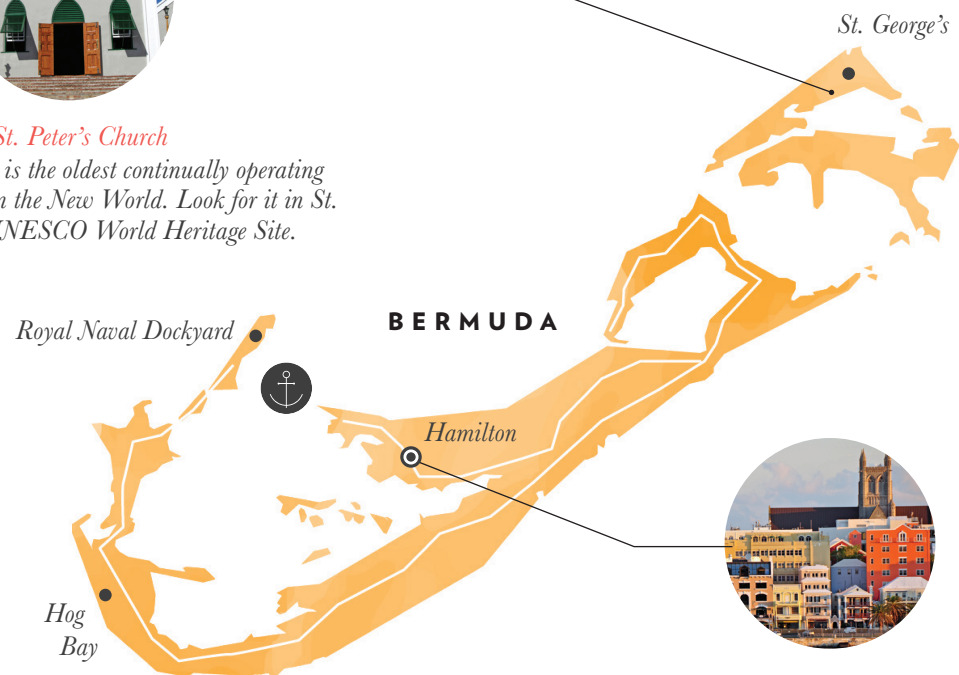 St. George's
St. Peter's Church
is the oldest continually operating
the New World. Look for it in St.
UNESCO World Heritage Site.
Royal Naval Dockyard
BERMUDA
Hamilton
Hog
Bay